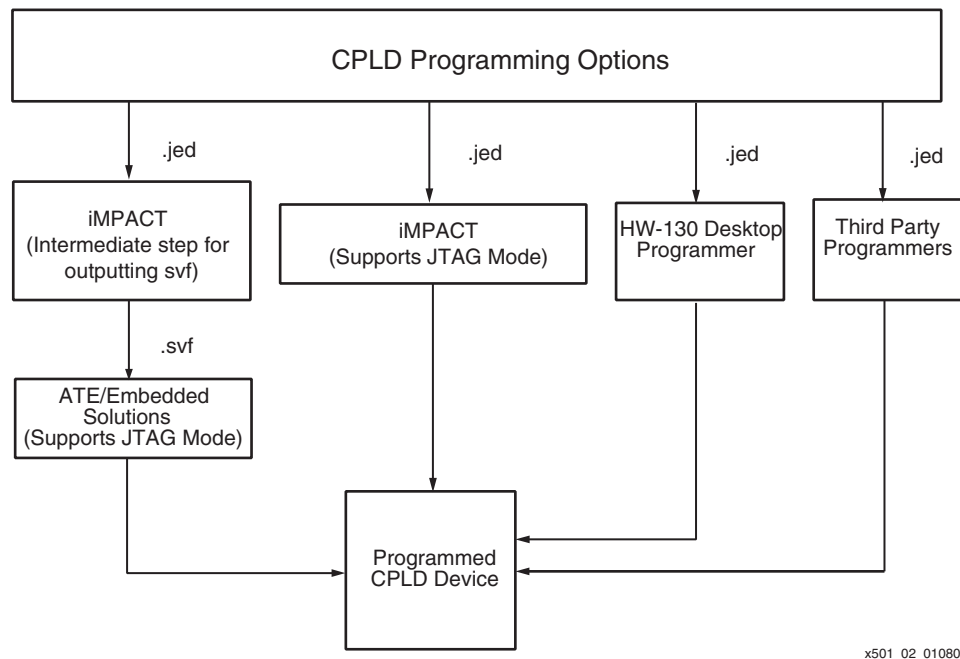 CPLD Programming Options
.jed
.jed
.jed
.jed
iMPACT
(Intermediate step for
outputting svf)
iMPACT
(Supports JTAG Mode)
HW-130 Desktop
Programmer
Third Party
Programmers
.svf
ATE/Embedded
Solutions
(Supports JTAG Mode)
Programmed
CPLD Device
x501_02_01080